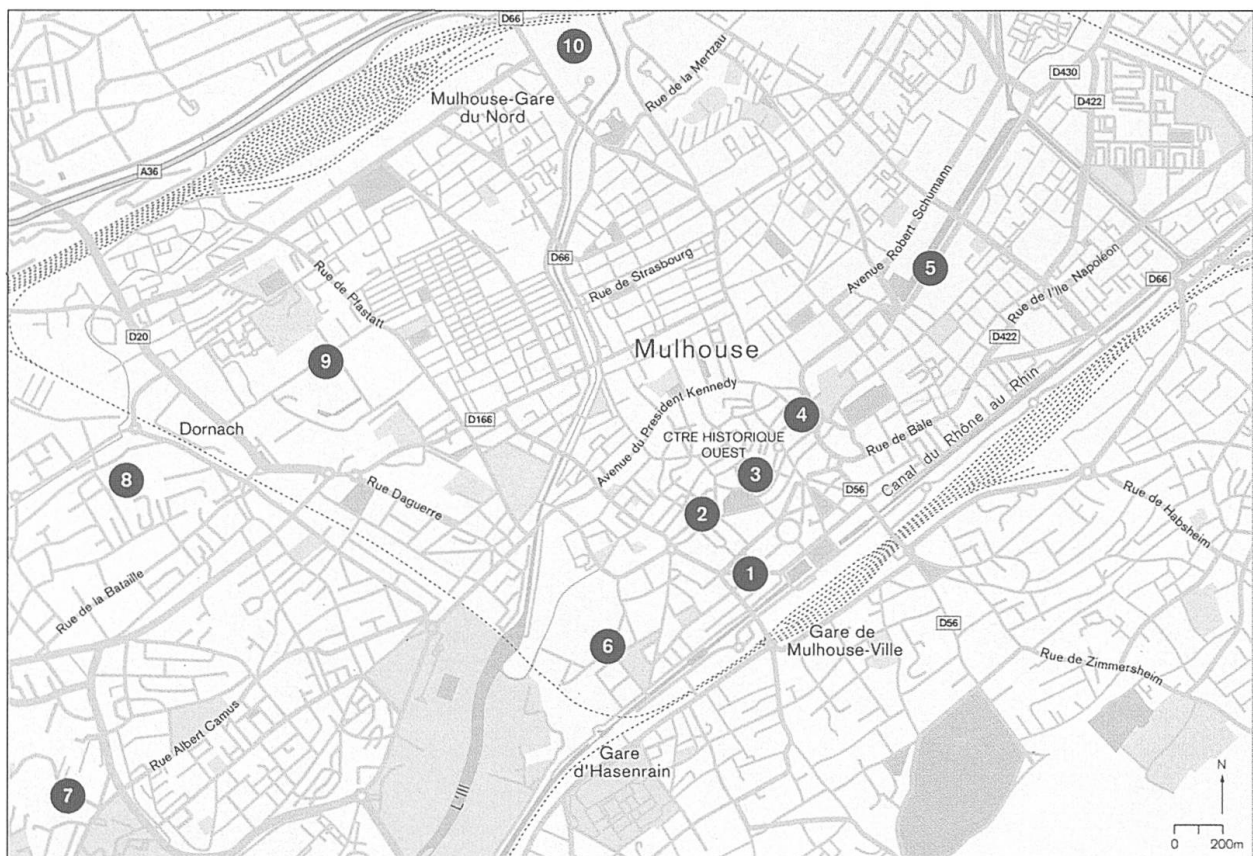 D66
10
Rue de la Mertzau
D430
D422
Mulhouse-Gare
du Nord
A36
Avenue Robert Schumann
D66
5
Rue de Strasbourg
Rue de Pfastatt
Rue de l'Ile Napoléon
D66
D20
D422
9
Mulhouse
Avenue du President Kennedy
4
D166
Dornach
CTRE HISTORIQUE
OUEST
Rue de Bâle
Canal du Rhône au Rhin
3
8
Rue Daguerre
D56
2
Rue de Habsheim
1
Rue de la Bataille
D56
6
Gare de
Mulhouse-Ville
Rue de Zimmersheim
Rue Albert Camus
Gare
d'Hasenrain
7
L'Ill
N
0
200m